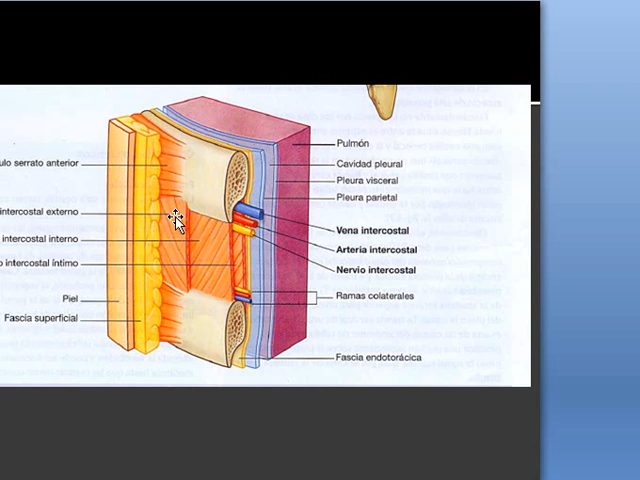 Pulmón
ulo serrato anterior
Cavidad pleural
Pleura visceral
Pleura parietal
intercostal externo
Vena intercostal
intercostal interno
Arteria intercostal
o intercostal íntimo
Nervio intercostal
Piel
Ramas colaterales
Fascia superficial
Fascia endotorácica